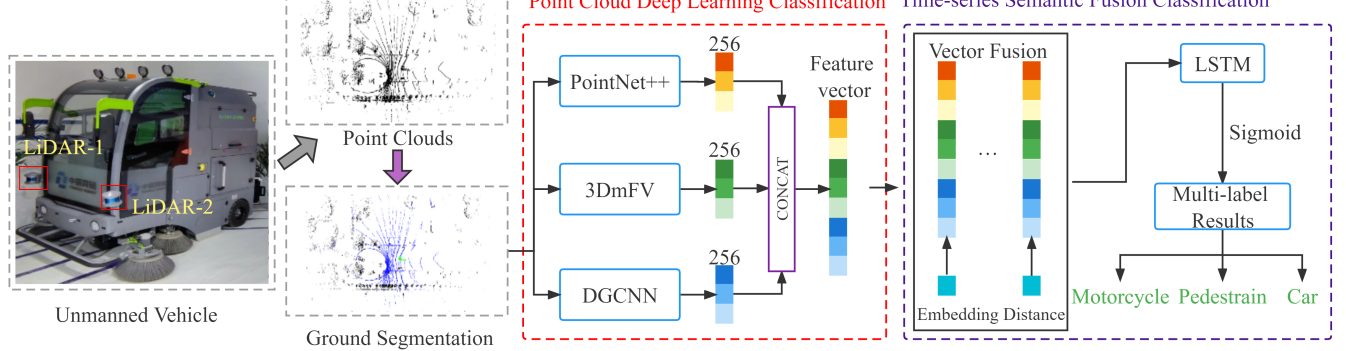 Point Cloud Deep Learning Classification
Time-series Semantic Fusion Classification
LiDAR-1
LiDAR-2
Unmanned Vehicle
Point Clouds
Ground Segmentation
PointNet++
3DmFV
DGCNN
256
256
256
CONCAT
Feature
vector
Vector Fusion
...
Embedding Distance
LSTM
Sigmoid
Multi-label
Results
Motorcycle
Pedestrain
Car